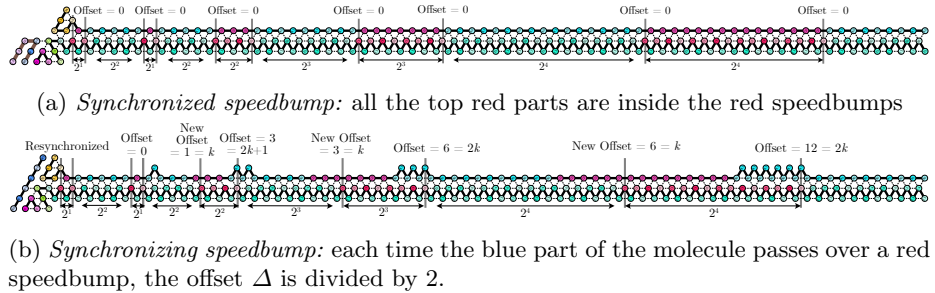 Offset = 0 Offset = 0 Offset = 0 Offset = 0 Offset = 0 Offset = 0 Offset = 0
2¹ 2² 2¹ 2² 2² 2³ 2³ 2⁴ 2⁴
(a) Synchronized speedbump: all the top red parts are inside the red speedbumps
Resynchronized
Offset
= 0
New
Offset
= 1 = k
Offset = 3
= 2k+1
New Offset
= 3 = k
Offset = 6 = 2k
New Offset = 6 = k
Offset = 12 = 2k
2¹ 2² 2¹ 2² 2² 2³ 2³ 2⁴ 2⁴
(b) Synchronizing speedbump: each time the blue part of the molecule passes over a red
speedbump, the offset Δ is divided by 2.